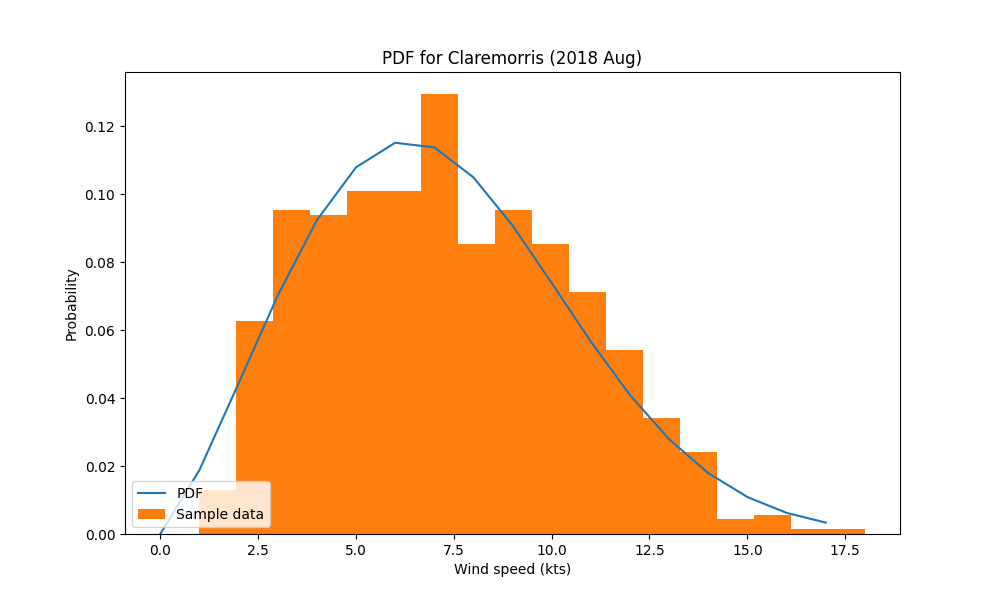 PDF for Claremorris (2018 Aug)
Probability
0.12
0.10
0.08
0.06
0.04
0.02
0.00
PDF
Sample data
0.0 2.5 5.0 7.5 10.0 12.5 15.0 17.5
Wind speed (kts)